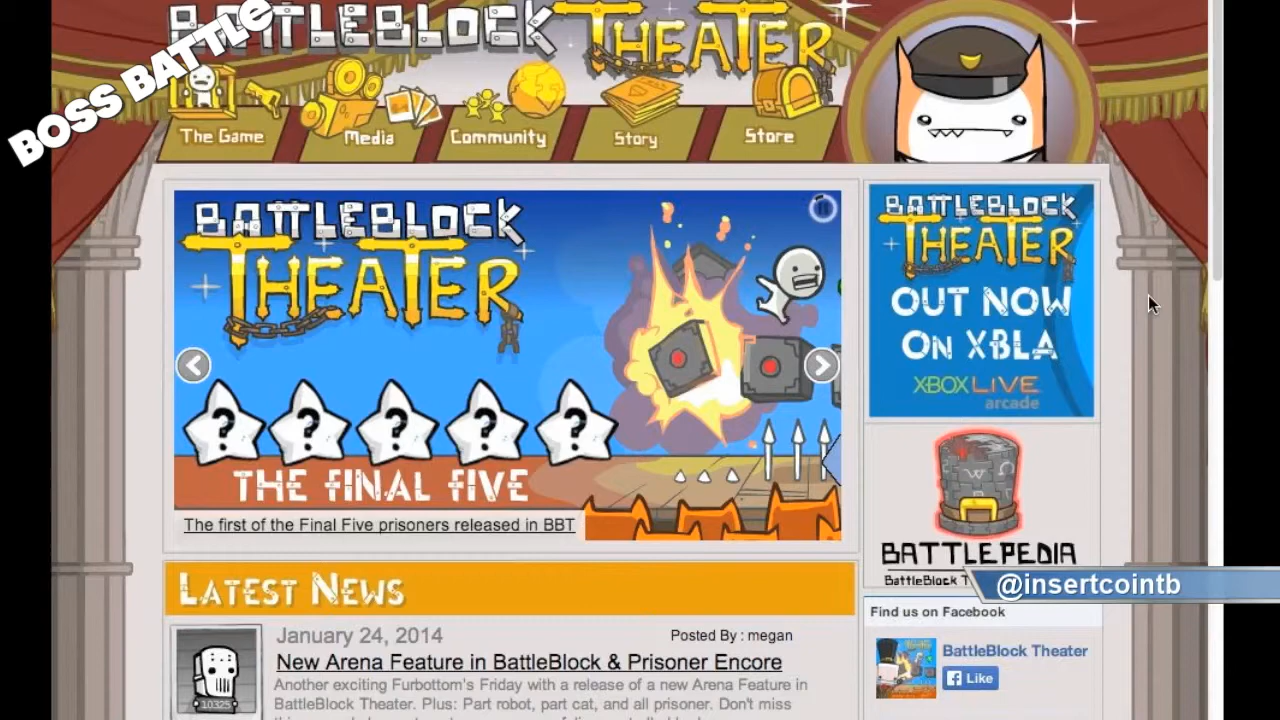 BATTLEBLOCK THEATER
BOSS BATTLE
The Game
Media
Community
Story
Store
BATTLEBLOCK
THEATER
? ? ? ? ?
THE FINAL FIVE
The first of the Final Five prisoners released in BBT
BATTLEBLOCK
THEATER
OUT NOW
ON XBLA
XBOX LIVE
arcade
BATTLEPEDIA
BattleBlock T
@insertcointb
Find us on Facebook
BattleBlock Theater
Like
LATEST NEWS
January 24, 2014
Posted By : megan
New Arena Feature in BattleBlock & Prisoner Encore
Another exciting Furbottom's Friday with a release of a new Arena Feature in
BattleBlock Theater. Plus: Part robot, part cat, and all prisoner. Don't miss
10325